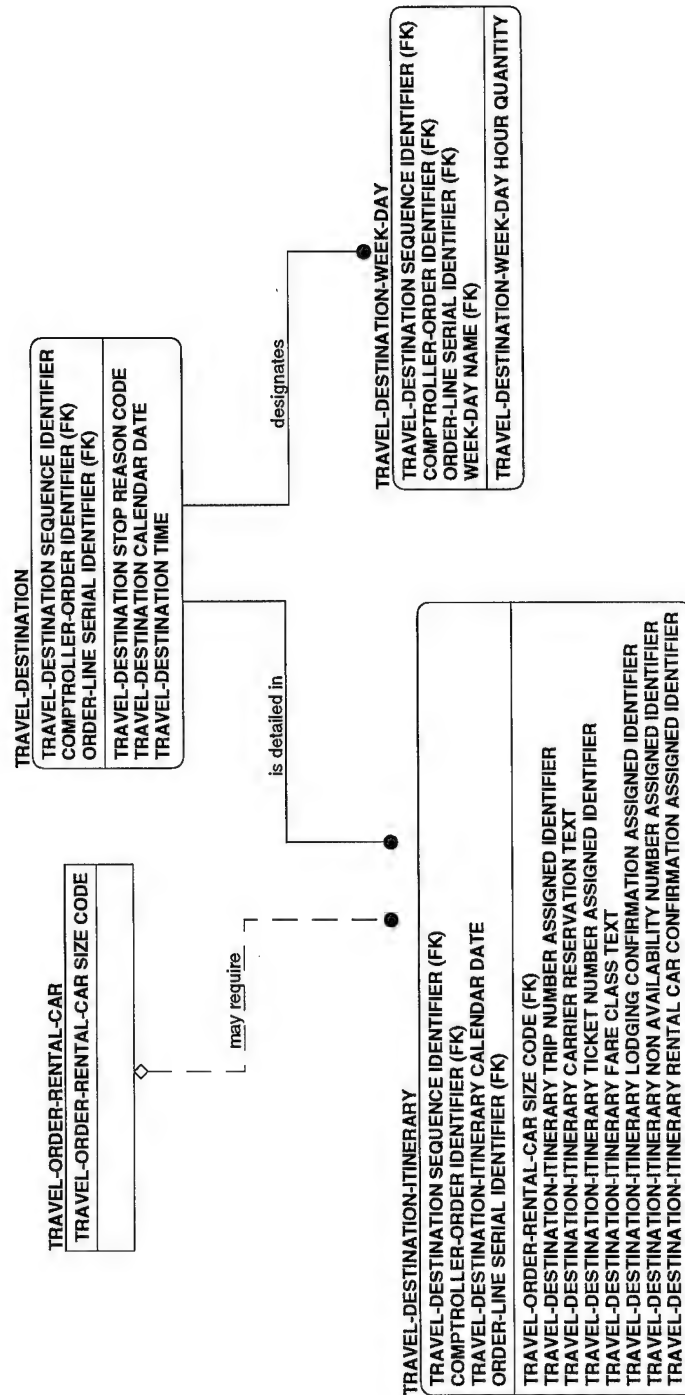 TRAVEL-ORDER-RENTAL-CAR
TRAVEL-ORDER-RENTAL-CAR SIZE CODE
may require
TRAVEL-DESTINATION
TRAVEL-DESTINATION SEQUENCE IDENTIFIER
COMPTROLLER-ORDER IDENTIFIER (FK)
ORDER-LINE SERIAL IDENTIFIER (FK)
TRAVEL-DESTINATION STOP REASON CODE
TRAVEL-DESTINATION CALENDAR DATE
TRAVEL-DESTINATION TIME
is detailed in
designates
TRAVEL-DESTINATION-ITINERARY
TRAVEL-DESTINATION SEQUENCE IDENTIFIER (FK)
COMPTROLLER-ORDER IDENTIFIER (FK)
TRAVEL-DESTINATION-ITINERARY CALENDAR DATE
ORDER-LINE SERIAL IDENTIFIER (FK)
TRAVEL-ORDER-RENTAL-CAR SIZE CODE (FK)
TRAVEL-DESTINATION-ITINERARY TRIP NUMBER ASSIGNED IDENTIFIER
TRAVEL-DESTINATION-ITINERARY CARRIER RESERVATION TEXT
TRAVEL-DESTINATION-ITINERARY TICKET NUMBER ASSIGNED IDENTIFIER
TRAVEL-DESTINATION-ITINERARY FARE CLASS TEXT
TRAVEL-DESTINATION-ITINERARY LODGING CONFIRMATION ASSIGNED IDENTIFIER
TRAVEL-DESTINATION-ITINERARY NON AVAILABILITY NUMBER ASSIGNED IDENTIFIER
TRAVEL-DESTINATION-ITINERARY RENTAL CAR CONFIRMATION ASSIGNED IDENTIFIER
TRAVEL-DESTINATION-WEEK-DAY
TRAVEL-DESTINATION SEQUENCE IDENTIFIER (FK)
COMPTROLLER-ORDER IDENTIFIER (FK)
ORDER-LINE SERIAL IDENTIFIER (FK)
WEEK-DAY NAME (FK)
TRAVEL-DESTINATION-WEEK-DAY HOUR QUANTITY